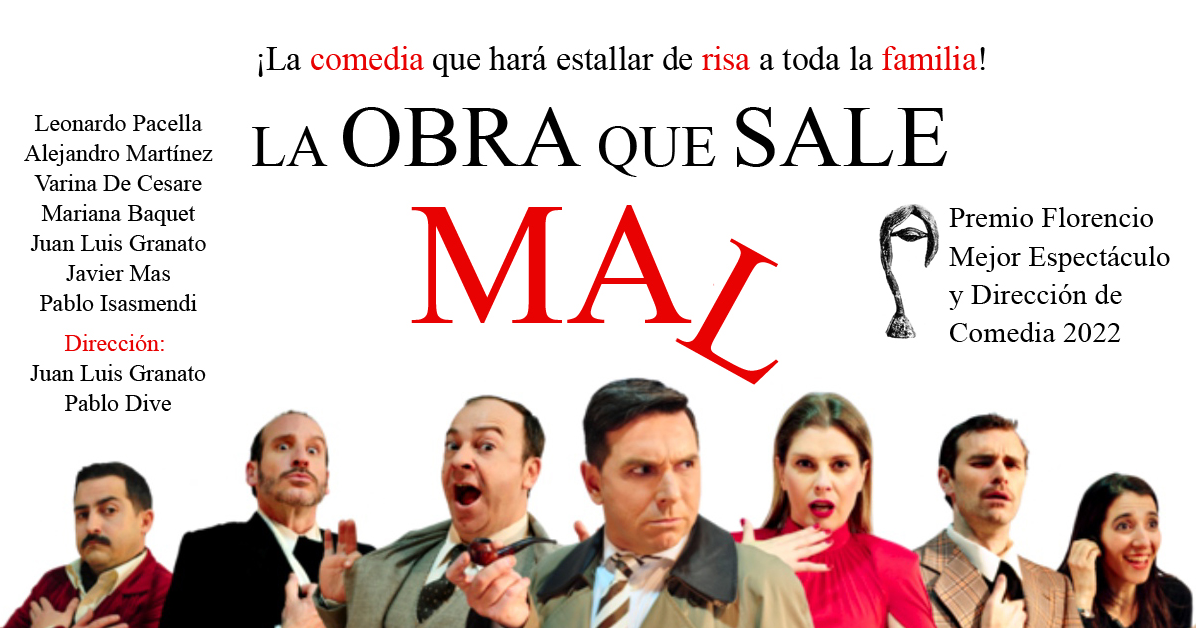 ¡La comedia que hará estallar de risa a toda la familia!
LA OBRA QUE SALE
MAL
Leonardo Pacella
Alejandro Martínez
Varina De Cesare
Mariana Baquet
Juan Luis Granato
Javier Mas
Pablo Isasmendi
Dirección:
Juan Luis Granato
Pablo Dive
Premio Florencio
Mejor Espectáculo
y Dirección de
Comedia 2022